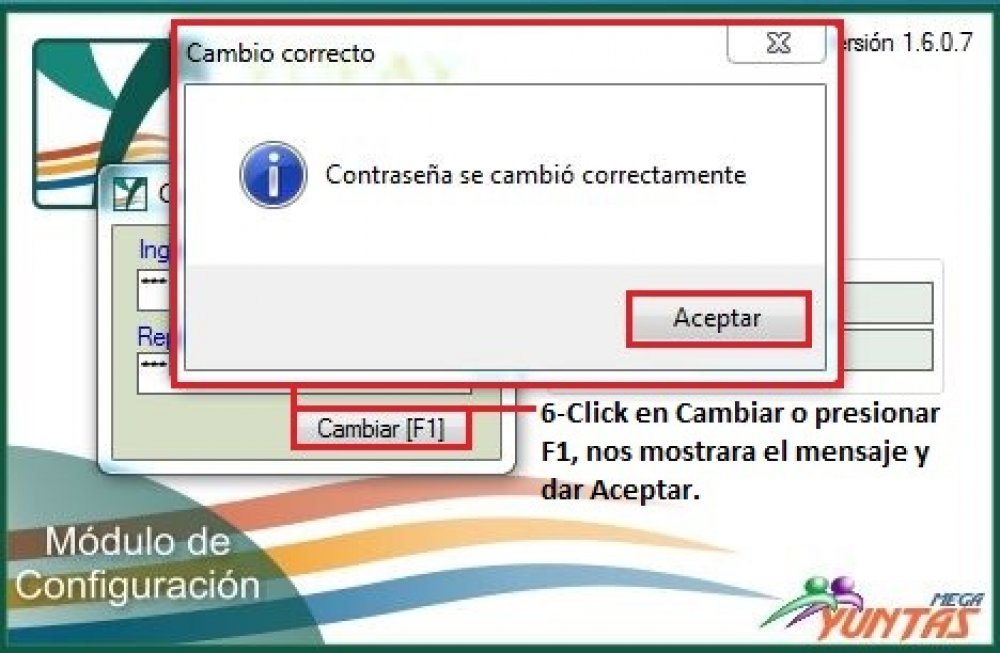 Cambio correcto
ersión 1.6.0.7
Contraseña se cambió correctamente
Aceptar
Ing
***
Rep
***
Cambiar [F1]
6-Click en Cambiar o presionar
F1, nos mostrara el mensaje y
dar Aceptar.
Módulo de
Configuración
MEGA
YUNTAS